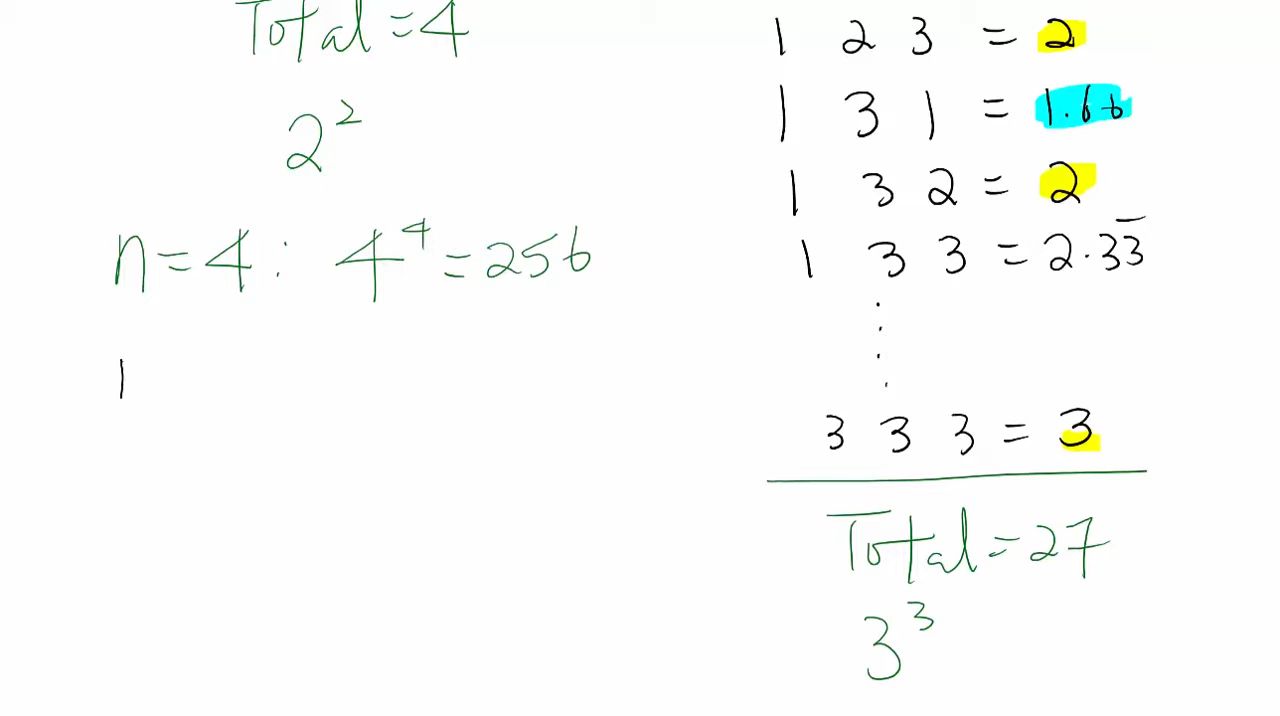 Total = 4
2²
n = 4 : 4⁴ = 256
1
1 2 3 = 2
1 3 1 = 1.66
1 3 2 = 2
1 3 3 = 2.33̅
⋮
3 3 3 = 3
Total = 27
3³